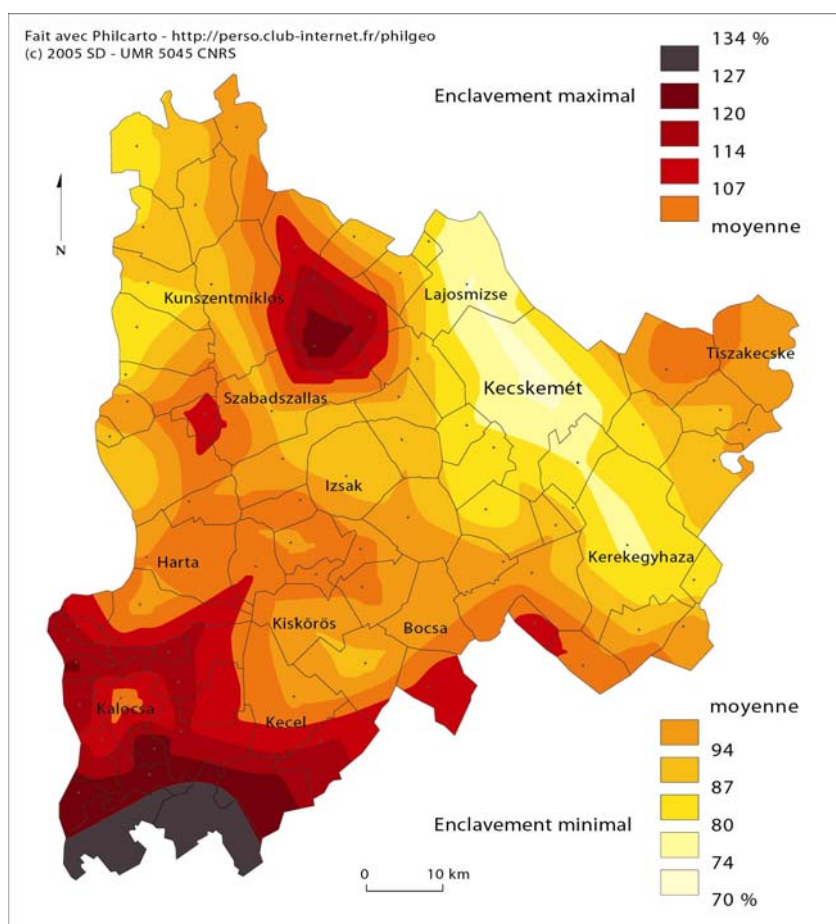 Fait avec Philcarto - http://perso.club-internet.fr/philgeo
(c) 2005 SD - UMR 5045 CNRS
134 %
127
Enclavement maximal
120
114
107
moyenne
N
Kunszentmiklos
Lajosmizse
Tiszakecske
Kecskemét
Szabadszallas
Izsak
Harta
Kerekegyhaza
Kiskörös
Bocsa
Kalocsa
Kecel
moyenne
94
87
80
Enclavement minimal
74
70 %
0 10 km